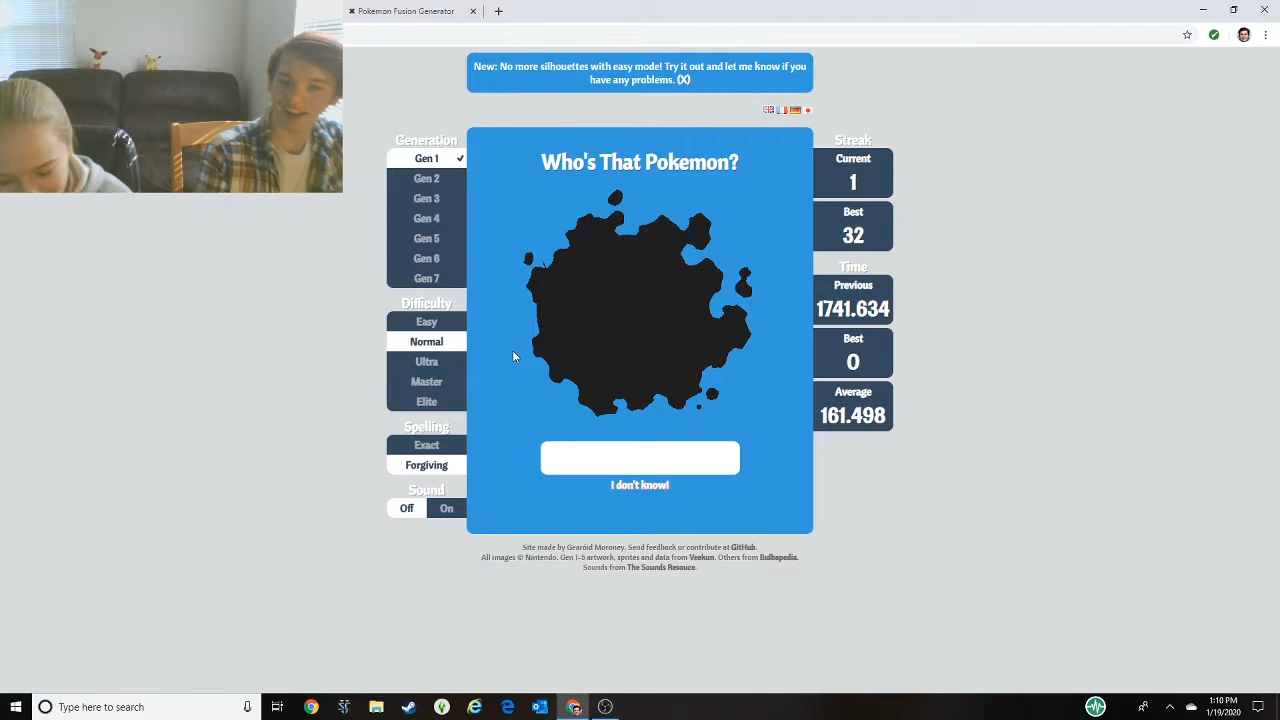 Pokemon Fusion Generator
New: No more silhouettes with easy mode! Try it out and let me know if you
have any problems. (X)
Generation
Gen 1
Gen 2
Gen 3
Gen 4
Gen 5
Gen 6
Gen 7
Difficulty
Easy
Normal
Ultra
Master
Elite
Spelling
Exact
Forgiving
Sound
Off On
Who's That Pokemon?
I don't know!
Streak
Current
1
Best
32
Time
Previous
1741.634
Best
0
Average
161.498
Site made by Gearóid Moroney. Send feedback or contribute at GitHub.
All images © Nintendo. Gen 1-5 artwork, sprites and data from Veekun. Others from Bulbapedia.
Sounds from The Sounds Resouce.
Type here to search
1:10 PM
1/19/2020